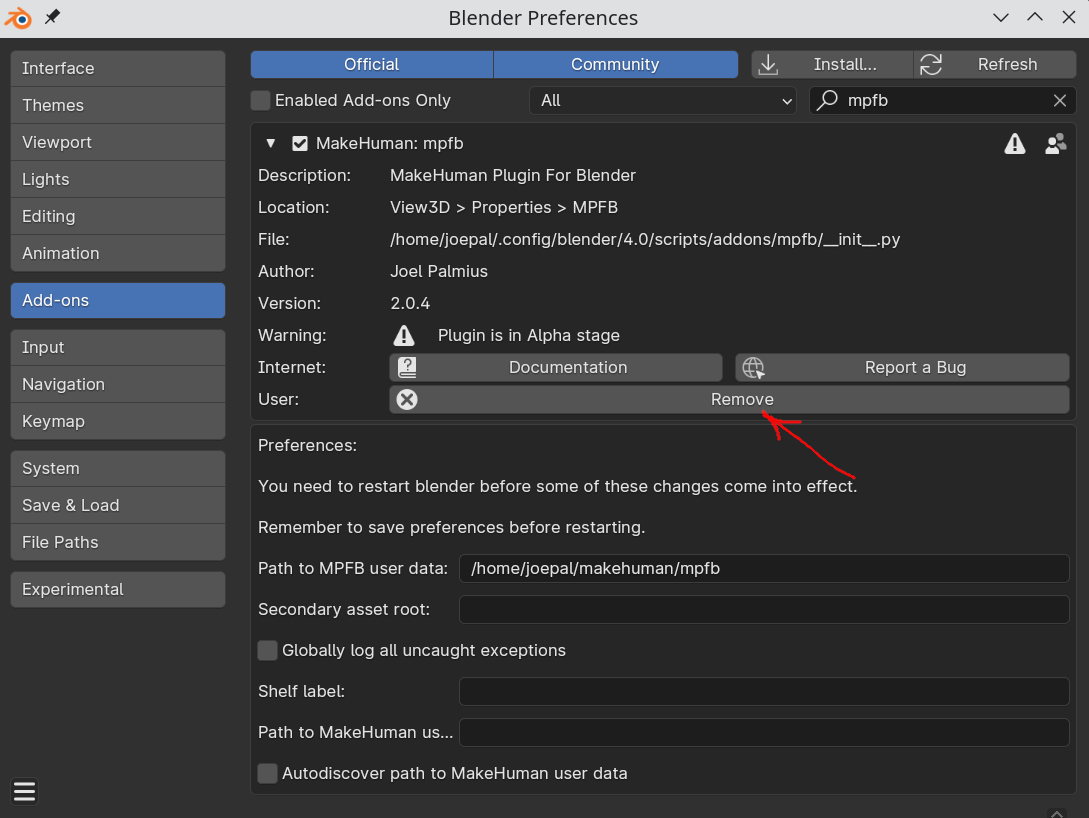 Blender Preferences
Interface
Themes
Viewport
Lights
Editing
Animation
Add-ons
Input
Navigation
Keymap
System
Save & Load
File Paths
Experimental
Official Community Install... Refresh
Enabled Add-ons Only All mpfb
MakeHuman: mpfb
Description: MakeHuman Plugin For Blender
Location: View3D > Properties > MPFB
File: /home/joepal/.config/blender/4.0/scripts/addons/mpfb/__init__.py
Author: Joel Palmius
Version: 2.0.4
Warning: Plugin is in Alpha stage
Internet: Documentation Report a Bug
User: Remove
Preferences:
You need to restart blender before some of these changes come into effect.
Remember to save preferences before restarting.
Path to MPFB user data: /home/joepal/makehuman/mpfb
Secondary asset root:
Globally log all uncaught exceptions
Shelf label:
Path to MakeHuman us...
Autodiscover path to MakeHuman user data